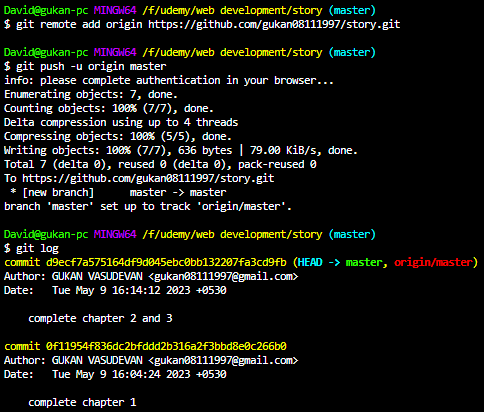 David@gukan-pc MINGW64 /f/udemy/web development/story (master)
$ git remote add origin https://github.com/gukan08111997/story.git
David@gukan-pc MINGW64 /f/udemy/web development/story (master)
$ git push -u origin master
info: please complete authentication in your browser...
Enumerating objects: 7, done.
Counting objects: 100% (7/7), done.
Delta compression using up to 4 threads
Compressing objects: 100% (5/5), done.
Writing objects: 100% (7/7), 636 bytes | 79.00 KiB/s, done.
Total 7 (delta 0), reused 0 (delta 0), pack-reused 0
To https://github.com/gukan08111997/story.git
 * [new branch]      master -> master
branch 'master' set up to track 'origin/master'.
David@gukan-pc MINGW64 /f/udemy/web development/story (master)
$ git log
commit d9ecf7a575164df9d045ebc0bb132207fa3cd9fb (HEAD -> master, origin/master)
Author: GUKAN VASUDEVAN <gukan08111997@gmail.com>
Date:   Tue May 9 16:14:12 2023 +0530
    complete chapter 2 and 3
commit 0f11954f836dc2bfddd2b316a2f3bbd8e0c266b0
Author: GUKAN VASUDEVAN <gukan08111997@gmail.com>
Date:   Tue May 9 16:04:24 2023 +0530
    complete chapter 1